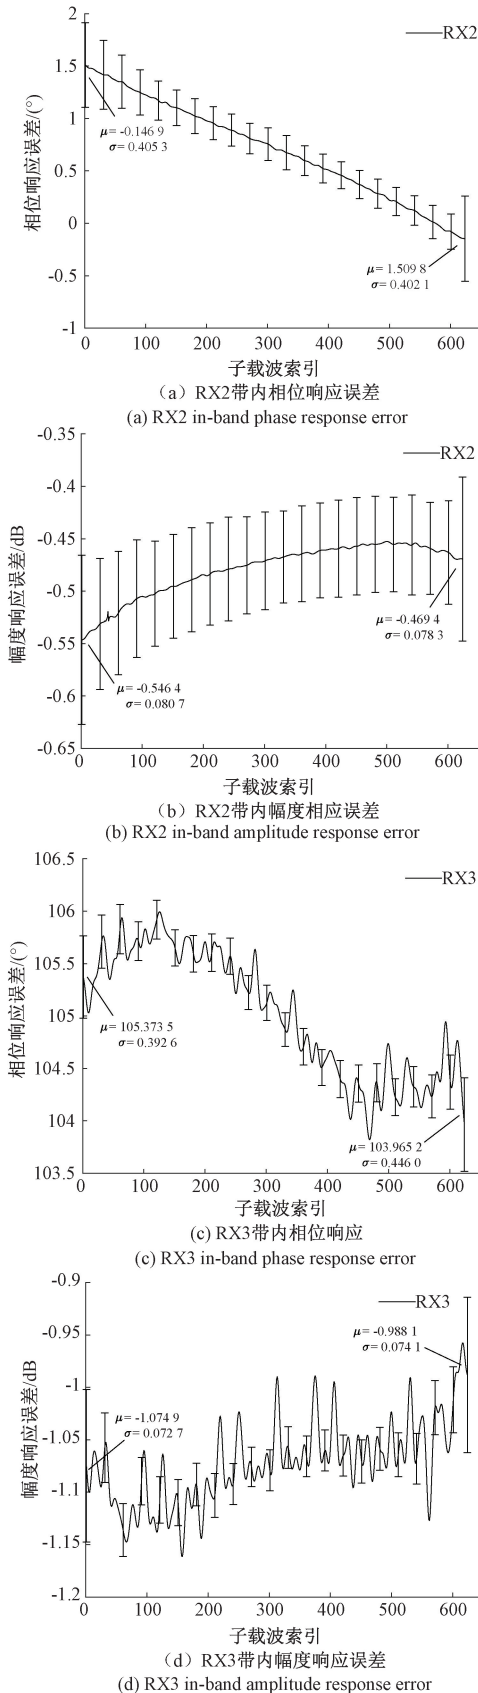 2
RX2
1.5
1
0.5
0
-0.5
-1
相位响应误差/(°)
μ= -0.146 9
σ= 0.405 3
μ= 1.509 8
σ= 0.402 1
0 100 200 300 400 500 600
子载波索引
（a）RX2带内相位响应误差
(a) RX2 in-band phase response error
-0.35
RX2
-0.4
-0.45
-0.5
-0.55
-0.6
-0.65
幅度响应误差/dB
μ= -0.469 4
σ= 0.078 3
μ= -0.546 4
σ= 0.080 7
0 100 200 300 400 500 600
子载波索引
（b）RX2带内幅度相应误差
(b) RX2 in-band amplitude response error
106.5
RX3
106
105.5
105
104.5
104
103.5
相位响应误差/(°)
μ= 105.373 5
σ= 0.392 6
μ= 103.965 2
σ= 0.446 0
0 100 200 300 400 500 600
子载波索引
(c) RX3带内相位响应
(c) RX3 in-band phase response error
-0.9
RX3
-0.95
-1
-1.05
-1.1
-1.15
-1.2
幅度响应误差/dB
μ= -0.988 1
σ= 0.074 1
μ= -1.074 9
σ= 0.072 7
0 100 200 300 400 500 600
子载波索引
（d）RX3带内幅度响应误差
(d) RX3 in-band amplitude response error